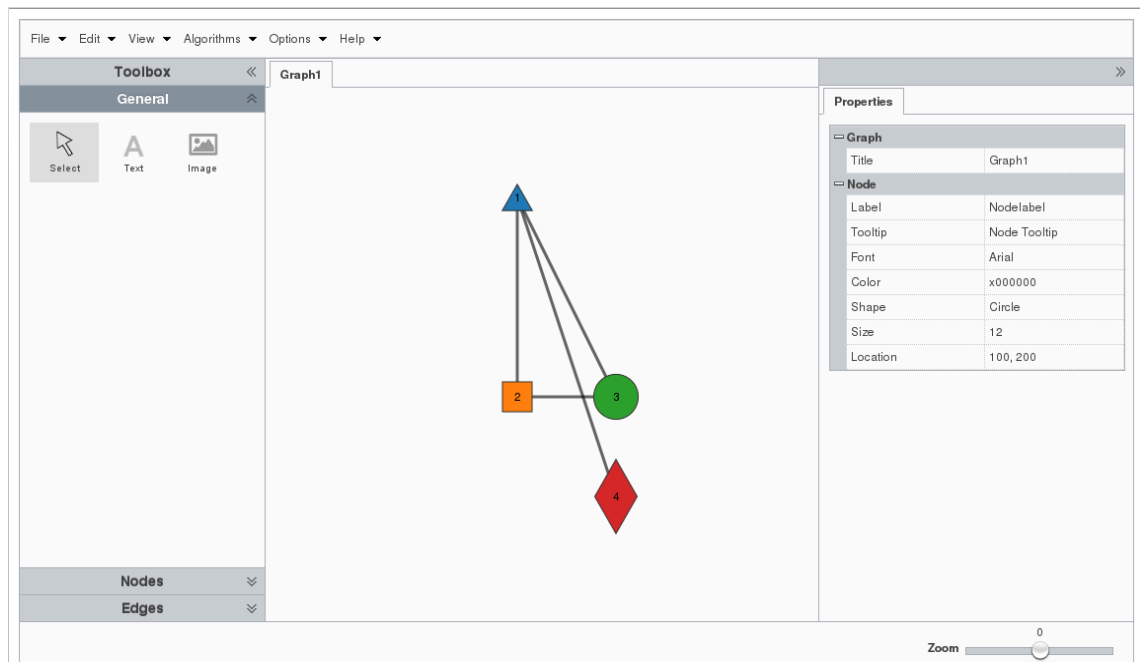 File Edit View Algorithms Options Help
Toolbox
General
Select Text Image
Nodes
Edges
Graph1
1
2 3
4
Properties
Graph
Title Graph1
Node
Label Nodelabel
Tooltip Node Tooltip
Font Arial
Color x000000
Shape Circle
Size 12
Location 100, 200
0
Zoom